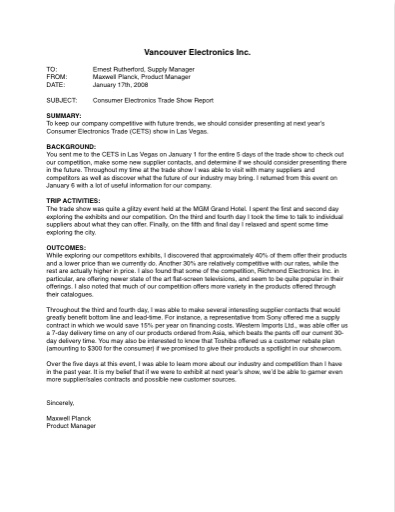 Vancouver Electronics Inc.
TO: Ernest Rutherford, Supply Manager
FROM: Maxwell Planck, Product Manager
DATE: January 17th, 2008
SUBJECT: Consumer Electronics Trade Show Report
SUMMARY:
To keep our company competitive with future trends, we should consider presenting at next year's
Consumer Electronics Trade (CETS) show in Las Vegas.
BACKGROUND:
You sent me to the CETS in Las Vegas on January 1 for the entire 5 days of the trade show to check out
our competition, make some new supplier contacts, and determine if we should consider presenting there
in the future. Throughout my time at the trade show I was able to visit with many suppliers and
competitors as well as discover what the future of our industry may bring. I returned from this event on
January 6 with a lot of useful information for our company.
TRIP ACTIVITIES:
The trade show was quite a glitzy event held at the MGM Grand Hotel. I spent the first and second day
exploring the exhibits and our competition. On the third and fourth day I took the time to talk to individual
suppliers about what they can offer. Finally, on the fifth and final day I relaxed and spent some time
exploring the city.
OUTCOMES:
While exploring our competitors exhibits, I discovered that approximately 40% of them offer their products
and a lower price than we currently do. Another 30% are relatively competitive with our rates, while the
rest are actually higher in price. I also found that some of the competition, Richmond Electronics Inc. in
particular, are offering newer state of the art flat-screen televisions, and seem to be quite popular in their
offerings. I also noted that much of our competition offers more variety in the products offered through
their catalogues.
Throughout the third and fourth day, I was able to make several interesting supplier contacts that would
greatly benefit bottom line and lead-time. For instance, a representative from Sony offered me a supply
contract in which we would save 15% per year on financing costs. Western Imports Ltd., was able offer us
a 7-day delivery time on any of our products ordered from Asia, which beats the pants off our current 30-
day delivery time. You may also be interested to know that Toshiba offered us a customer rebate plan
(amounting to $300 for the consumer) if we promised to give their products a spotlight in our showroom.
Over the five days at this event, I was able to learn more about our industry and competition than I have
in the past year. It is my belief that if we were to exhibit at next year's show, we'd be able to garner even
more supplier/sales contracts and possible new customer sources.
Sincerely,
Maxwell Planck
Product Manager